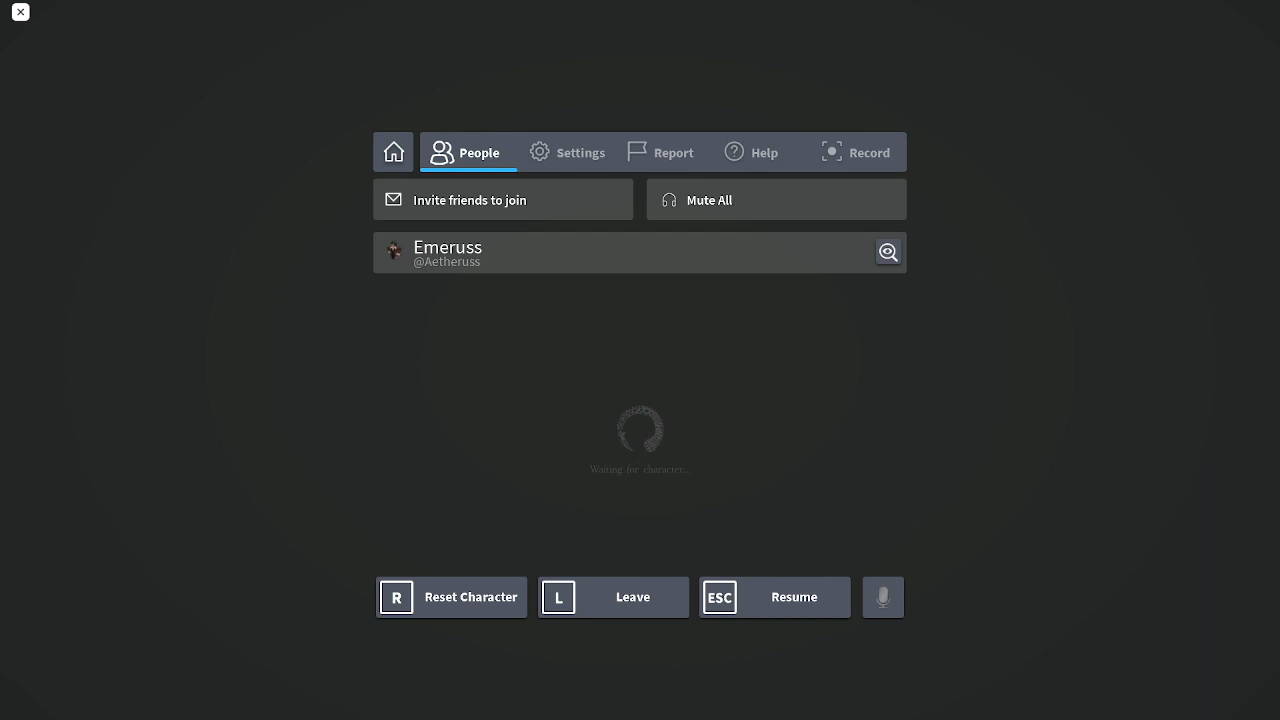 People
Settings
Report
Help
Record
Invite friends to join
Mute All
Emeruss
@Aetheruss
Waiting for character...
R Reset Character
L Leave
ESC Resume